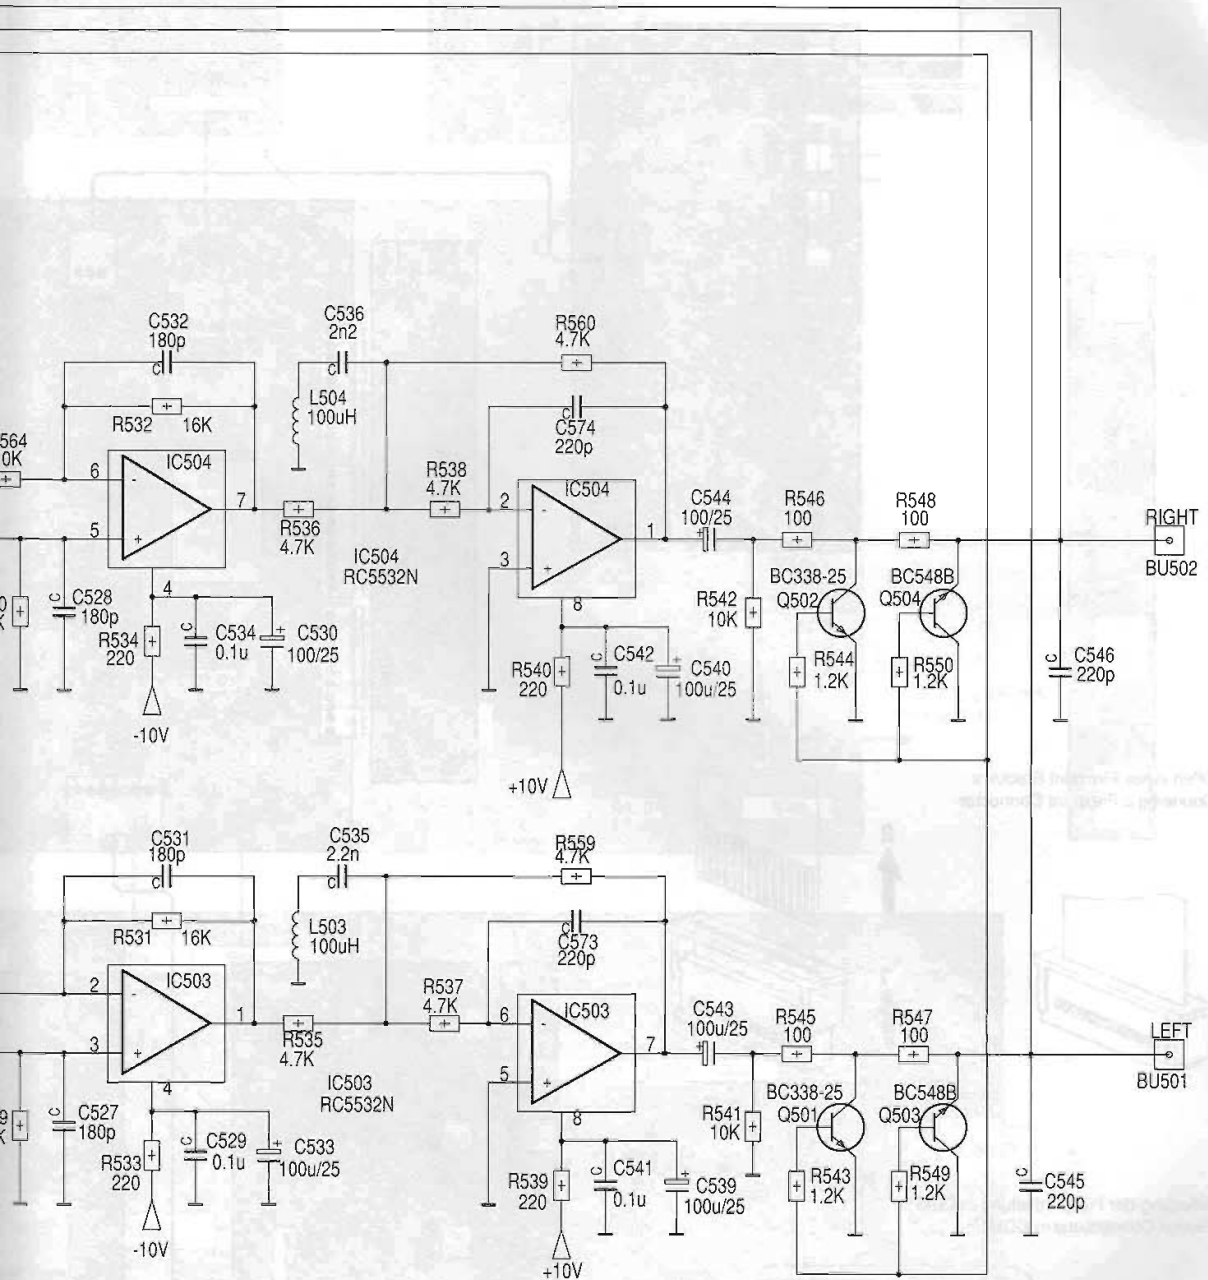 C532
180p
C536
2n2
R560
4.7K
C
C
L504
100uH
R532 16K
C
C574
220p
564
0K
IC504
6
-
7
5
+
R538
4.7K
IC504
2
-
1
3
+
C544
100/25
R546
100
R548
100
RIGHT
BU502
R536
4.7K
IC504
RC5532N
4
8
BC338-25
Q502
BC548B
Q504
C
C528
180p
R534
220
C
C534
0.1u
C530
100/25
R542
10K
R540
220
C
C542
0.1u
C540
100u/25
R544
1.2K
R550
1.2K
C
C546
220p
-10V
+10V
C531
180p
C535
2.2n
R559
4.7K
C
C
L503
100uH
R531 16K
C
C573
220p
IC503
2
-
1
3
+
R537
4.7K
IC503
6
-
7
5
+
C543
100u/25
R545
100
R547
100
LEFT
BU501
R535
4.7K
IC503
RC5532N
4
8
BC338-25
Q501
BC548B
Q503
9
C
C527
180p
R533
220
C
C529
0.1u
C533
100u/25
R541
10K
R539
220
C
C541
0.1u
C539
100u/25
R543
1.2K
R549
1.2K
C
C545
220p
-10V
+10V